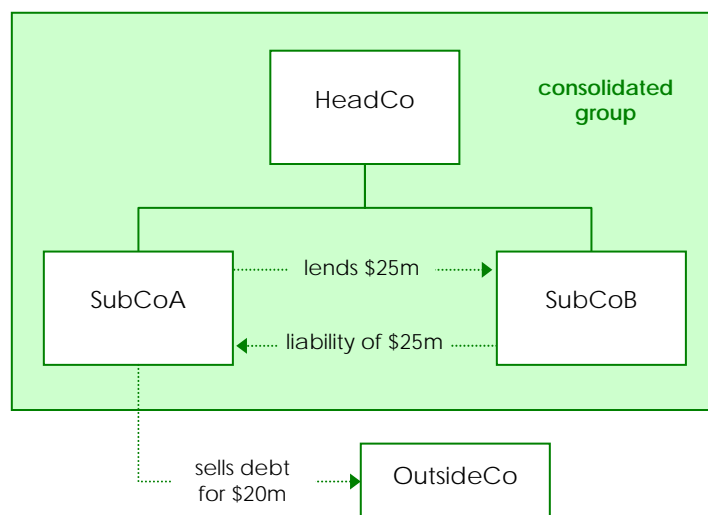 HeadCo
consolidated
group
SubCoA
lends $25m
SubCoB
liability of $25m
sells debt
for $20m
OutsideCo